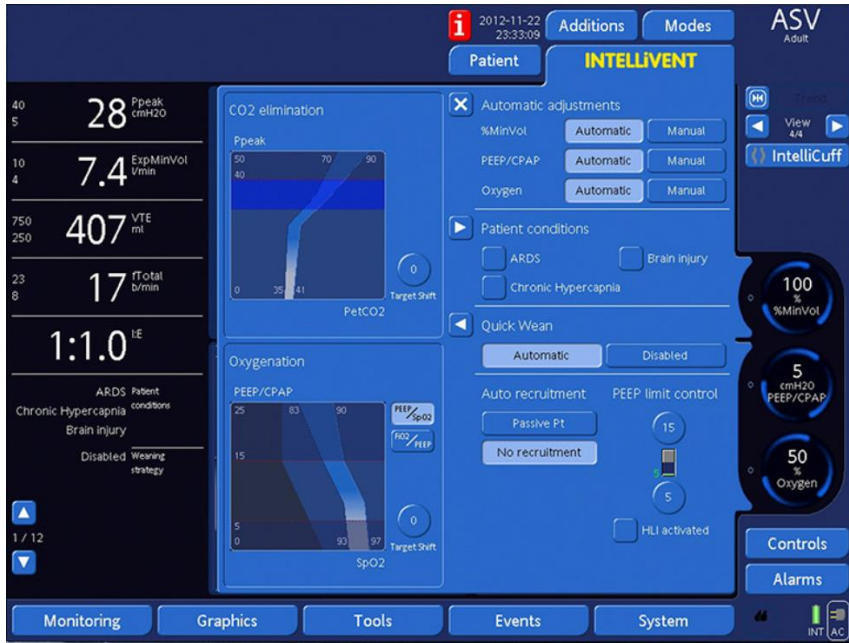 i
2012-11-22
23:33:09
Additions
Modes
ASV
Adult
Patient
INTELLiVENT
40
5
28
Ppeak
cmH2O
10
4
7.4
ExpMinVol
l/min
750
250
407
VTE
ml
23
8
17
fTotal
b/min
1:1.0
I:E
ARDS
Chronic Hypercapnia
Brain injury
Patient
conditions
Disabled
Weaning
strategy
1 / 12
CO2 elimination
Ppeak
50 70 90
40
0 35 41
PetCO2
0
Target Shift
Oxygenation
PEEP/CPAP
25 83 90
15
5
0 93 97
SpO2
PEEP/SpO2
FiO2/PEEP
0
Target Shift
X Automatic adjustments
%MinVol Automatic Manual
PEEP/CPAP Automatic Manual
Oxygen Automatic Manual
Patient conditions
ARDS Brain injury
Chronic Hypercapnia
Quick Wean
Automatic Disabled
Auto recruitment
Passive Pt
No recruitment
PEEP limit control
15
5
5
HLI activated
Trend
View
4/4
IntelliCuff
100
%
%MinVol
5
cmH2O
PEEP/CPAP
50
%
Oxygen
Controls
Alarms
Monitoring Graphics Tools Events System
INT AC